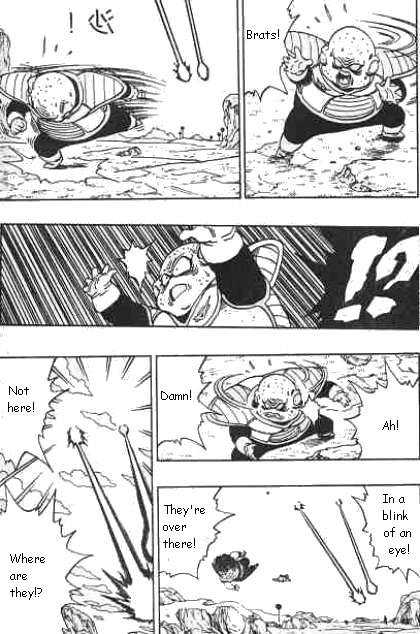 Brats!
!?
Not
here!
Where
are
they!?
Damn!
Ah!
They're
over
there!
In a
blink
of an
eye!